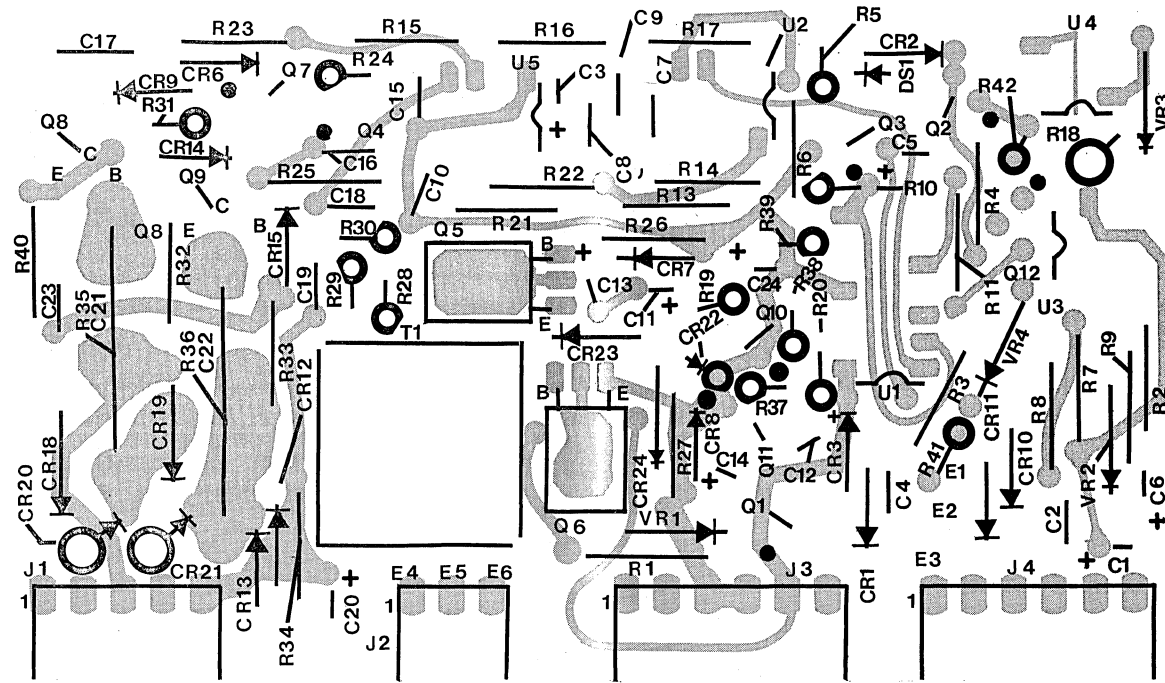 C17
R23
R15
R16
C9
R17
U2
R5
U4
CR9
CR6
Q7
R24
U5
C3
C7
CR2
DS1
R42
VR3
R31
C15
Q8
C
Q4
Q3
Q2
R18
CR14
C16
C8
C5
E
B
Q9
R25
R22
R14
R6
R10
C
C18
C10
R13
R4
R40
Q8
E
R32
B
CR15
R30
Q5
R21
R26
B
+
CR7
+
R39
R38
Q12
C23
R35
C21
C19
R29
R28
E
C13
C11
+
R19
C24
R20
R11
U3
T1
CR22
Q10
VR4
R36
C22
R33
CR12
CR23
B
E
R37
U1
R3
CR11
R8
R7
R9
R2
CR19
CR18
CR20
CR24
R27
CR8
+
C14
Q11
C12
+
CR3
C4
R41
E1
E2
CR10
C2
VR2
C6
+
Q6
VR1
Q1
J1
CR21
CR13
R34
+
C20
E4
E5
E6
R1
J3
CR1
E3
J4
+
C1
1
1
J2
1
1